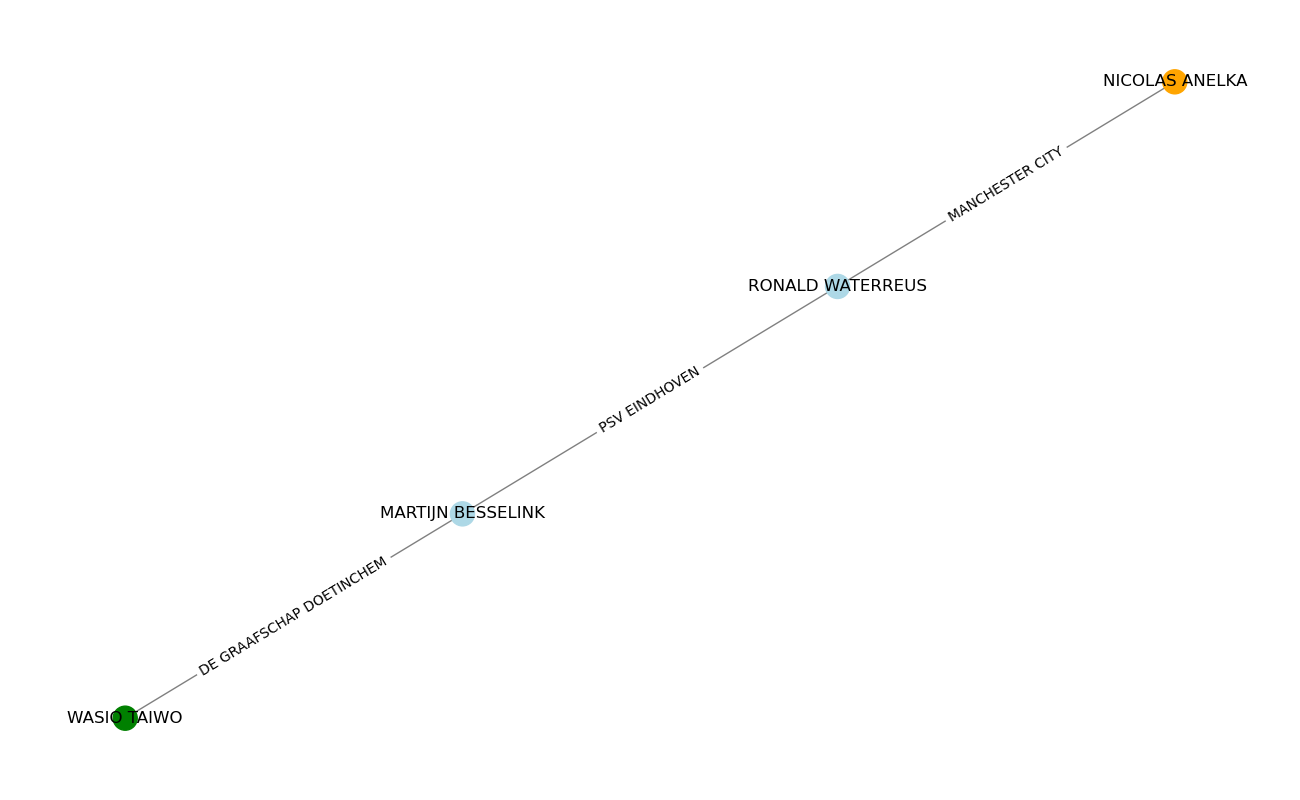 NICOLAS ANELKA
MANCHESTER CITY
RONALD WATERREUS
PSV EINDHOVEN
MARTIJN BESSELINK
DE GRAAFSCHAP DOETINCHEM
WASIO TAIWO